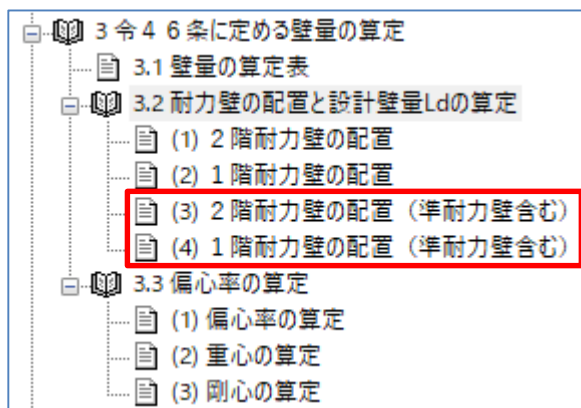 3 令４６条に定める壁量の算定
3.1 壁量の算定表
3.2 耐力壁の配置と設計壁量Ldの算定
(1) ２階耐力壁の配置
(2) １階耐力壁の配置
(3) ２階耐力壁の配置（準耐力壁含む）
(4) １階耐力壁の配置（準耐力壁含む）
3.3 偏心率の算定
(1) 偏心率の算定
(2) 重心の算定
(3) 剛心の算定